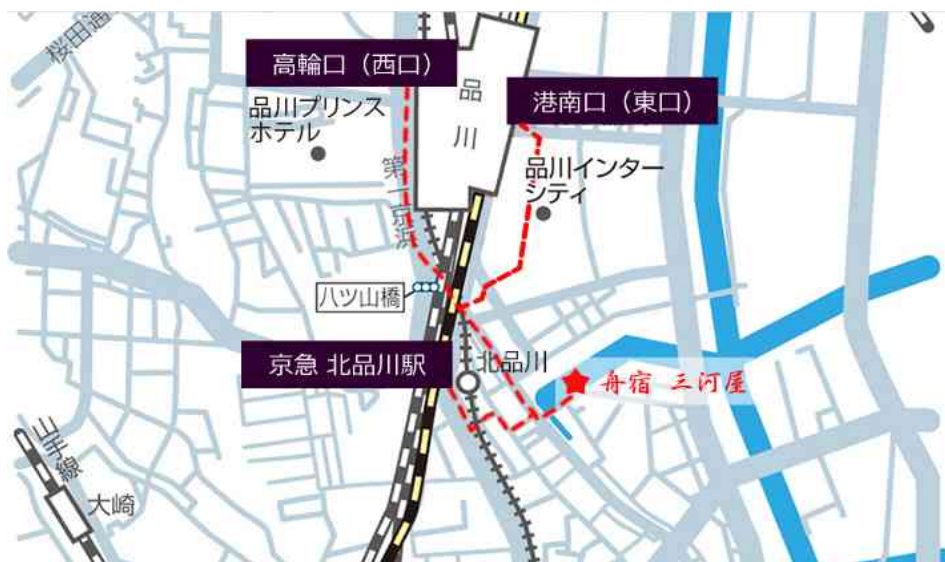 桜田通
高輪口（西口）
品川
港南口（東口）
品川プリンス
ホテル
品川インター
シティ
第一京浜
八ツ山橋
京急 北品川駅
北品川
舟宿 三河屋
山手線
大崎